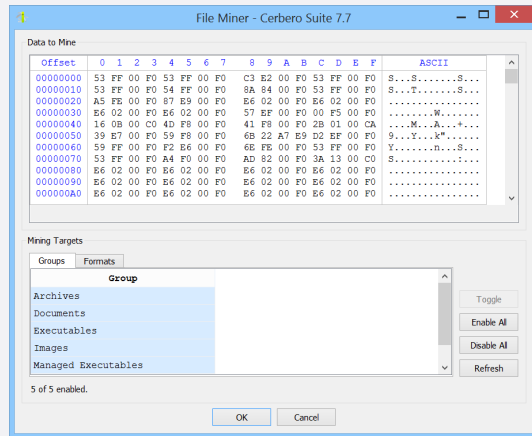 File Miner - Cerbero Suite 7.7
Data to Mine
Offset 0 1 2 3 4 5 6 7 8 9 A B C D E F ASCII
00000000 53 FF 00 F0 53 FF 00 F0 C3 E2 00 F0 53 FF 00 F0 S...S.......S...
00000010 53 FF 00 F0 54 FF 00 F0 8A 84 00 F0 53 FF 00 F0 S...T.......S...
00000020 A5 FE 00 F0 87 E9 00 F0 E6 02 00 F0 E6 02 00 F0 ................
00000030 E6 02 00 F0 E6 02 00 F0 57 EF 00 F0 00 F5 00 F0 ........W.......
00000040 16 0B 00 C0 4D F8 00 F0 41 F8 00 F0 2B 01 00 CA ....M...A...+...
00000050 39 E7 00 F0 59 F8 00 F0 6B 22 A7 E9 D2 EF 00 F0 9...Y...k"......
00000060 59 FF 00 F0 F2 E6 00 F0 6E FE 00 F0 53 FF 00 F0 Y.......n...S...
00000070 53 FF 00 F0 A4 F0 00 F0 AD 82 00 F0 3A 13 00 C0 S...........:...
00000080 E6 02 00 F0 E6 02 00 F0 E6 02 00 F0 E6 02 00 F0 ................
00000090 E6 02 00 F0 E6 02 00 F0 E6 02 00 F0 E6 02 00 F0 ................
000000A0 E6 02 00 F0 E6 02 00 F0 E6 02 00 F0 E6 02 00 F0 ................
Mining Targets
Groups Formats
Group
Archives
Documents
Executables
Images
Managed Executables
Toggle
Enable All
Disable All
Refresh
5 of 5 enabled.
OK Cancel